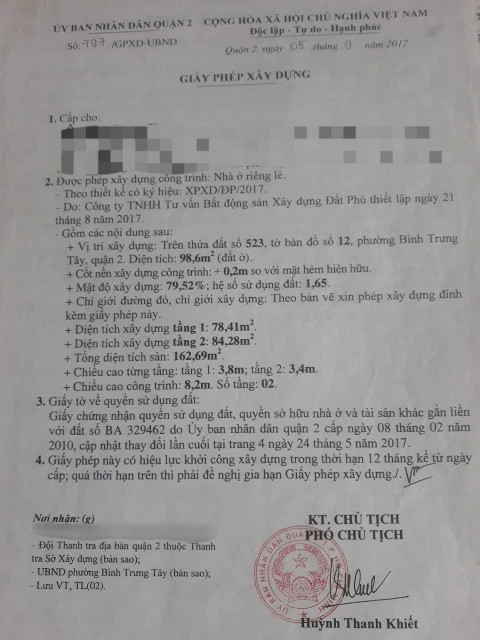 ỦY BAN NHÂN DÂN QUẬN 2 CỘNG HÒA XÃ HỘI CHỦ NGHĨA VIỆT NAM
Độc lập - Tự do - Hạnh phúc
Số: 797 /GPXD-UBND
Quận 2, ngày 05 tháng 9 năm 2017
GIẤY PHÉP XÂY DỰNG
1. Cấp cho:
2. Được phép xây dựng công trình: Nhà ở riêng lẻ.
- Theo thiết kế có ký hiệu: XPXD/ĐP/2017.
- Do: Công ty TNHH Tư vấn Bất động sản Xây dựng Đất Phú thiết lập ngày 21
tháng 8 năm 2017.
- Gồm các nội dung sau:
+ Vị trí xây dựng: Trên thửa đất số 523, tờ bản đồ số 12, phường Bình Trưng
Tây, quận 2. Diện tích: 98,6m² (đất ở).
+ Cốt nền xây dựng công trình: + 0,2m so với mặt hẻm hiện hữu.
+ Mật độ xây dựng: 79,52%; hệ số sử dụng đất: 1,65.
+ Chỉ giới đường đỏ, chỉ giới xây dựng: Theo bản vẽ xin phép xây dựng đính
kèm giấy phép này.
+ Diện tích xây dựng tầng 1: 78,41m².
+ Diện tích xây dựng tầng 2: 84,28m².
+ Tổng diện tích sàn: 162,69m².
+ Chiều cao từng tầng: tầng 1: 3,8m; tầng 2: 3,4m.
+ Chiều cao công trình: 8,2m. Số tầng: 02.
3. Giấy tờ về quyền sử dụng đất:
Giấy chứng nhận quyền sử dụng đất, quyền sở hữu nhà ở và tài sản khác gắn liền
với đất số BA 329462 do Ủy ban nhân dân quận 2 cấp ngày 08 tháng 02 năm
2010, cập nhật thay đổi lần cuối tại trang 4 ngày 24 tháng 5 năm 2017.
4. Giấy phép này có hiệu lực khởi công xây dựng trong thời hạn 12 tháng kể từ ngày
cấp; quá thời hạn trên thì phải đề nghị gia hạn Giấy phép xây dựng./.
Nơi nhận: (g)
- Đội Thanh tra địa bàn quận 2 thuộc Thanh
tra Sở Xây dựng (bản sao);
- UBND phường Bình Trưng Tây (bản sao);
- Lưu VT, TL(02).
KT. CHỦ TỊCH
PHÓ CHỦ TỊCH
Huỳnh Thanh Khiết